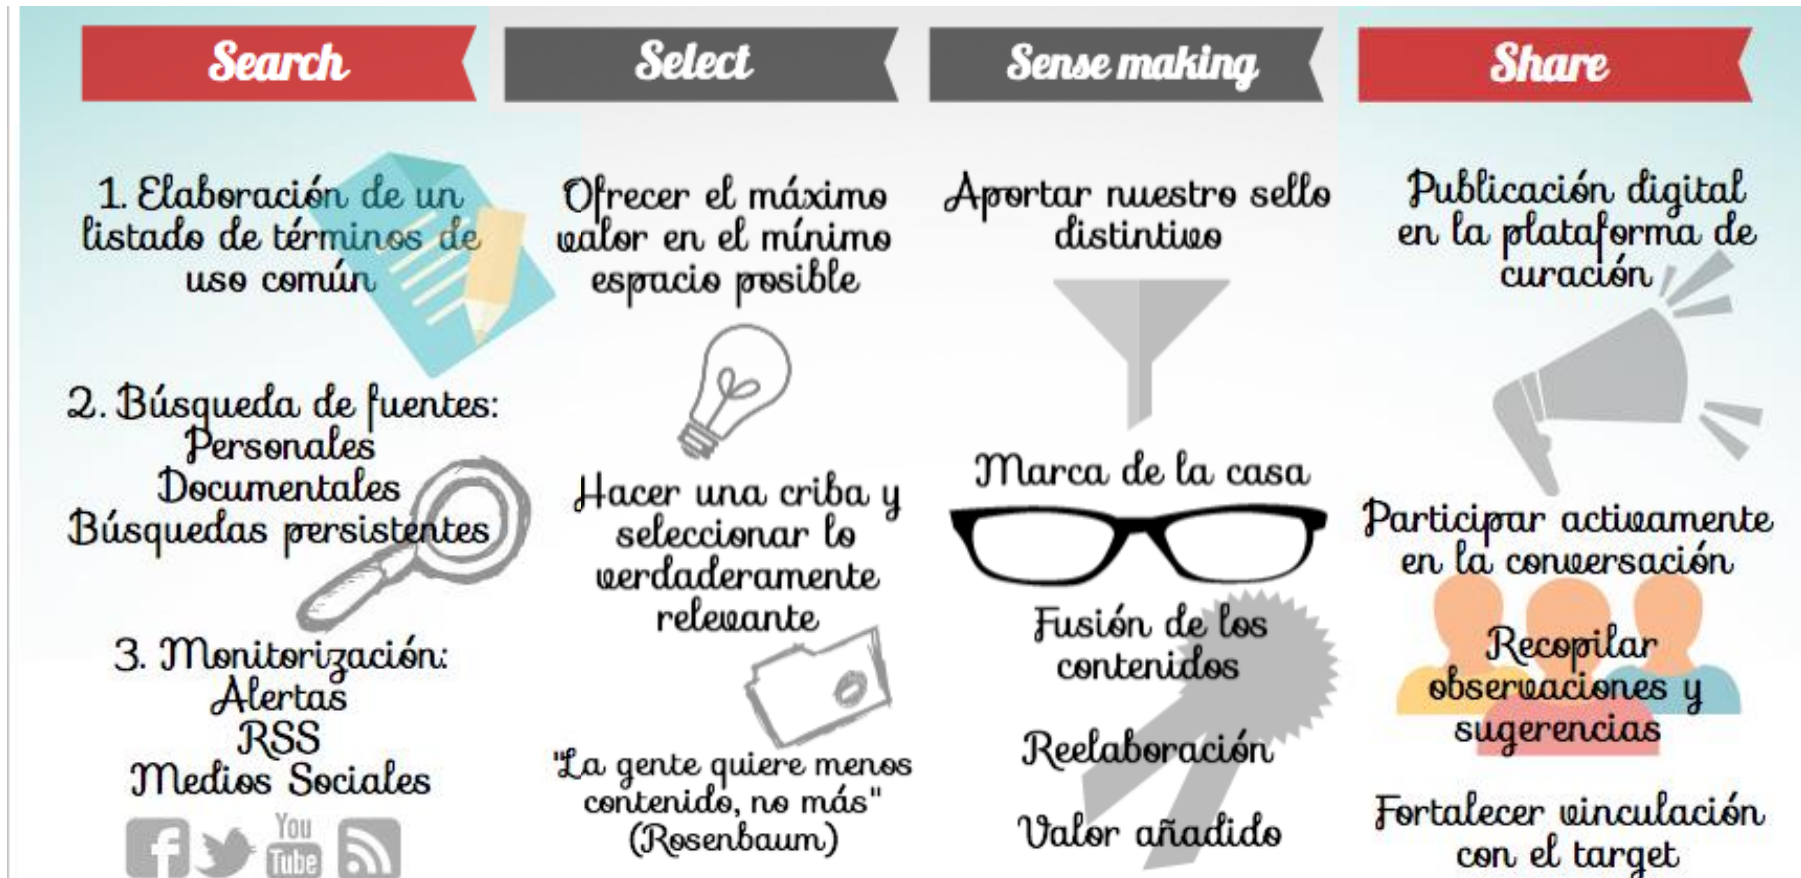 Search
1. Elaboración de un
listado de términos de
uso común
2. Búsqueda de fuentes:
Personales
Documentales
Búsquedas persistentes
3. Monitorización:
Alertas
RSS
Medios Sociales
f
You
Tube
Select
Ofrecer el máximo
valor en el mínimo
espacio posible
Hacer una criba y
seleccionar lo
verdaderamente
relevante
"La gente quiere menos
contenido, no más"
(Rosenbaum)
Sense making
Aportar nuestro sello
distintivo
Marca de la casa
Fusión de los
contenidos
Reelaboración
Valor añadido
Share
Publicación digital
en la plataforma de
curación
Participar activamente
en la conversación
Recopilar
observaciones y
sugerencias
Fortalecer vinculación
con el target